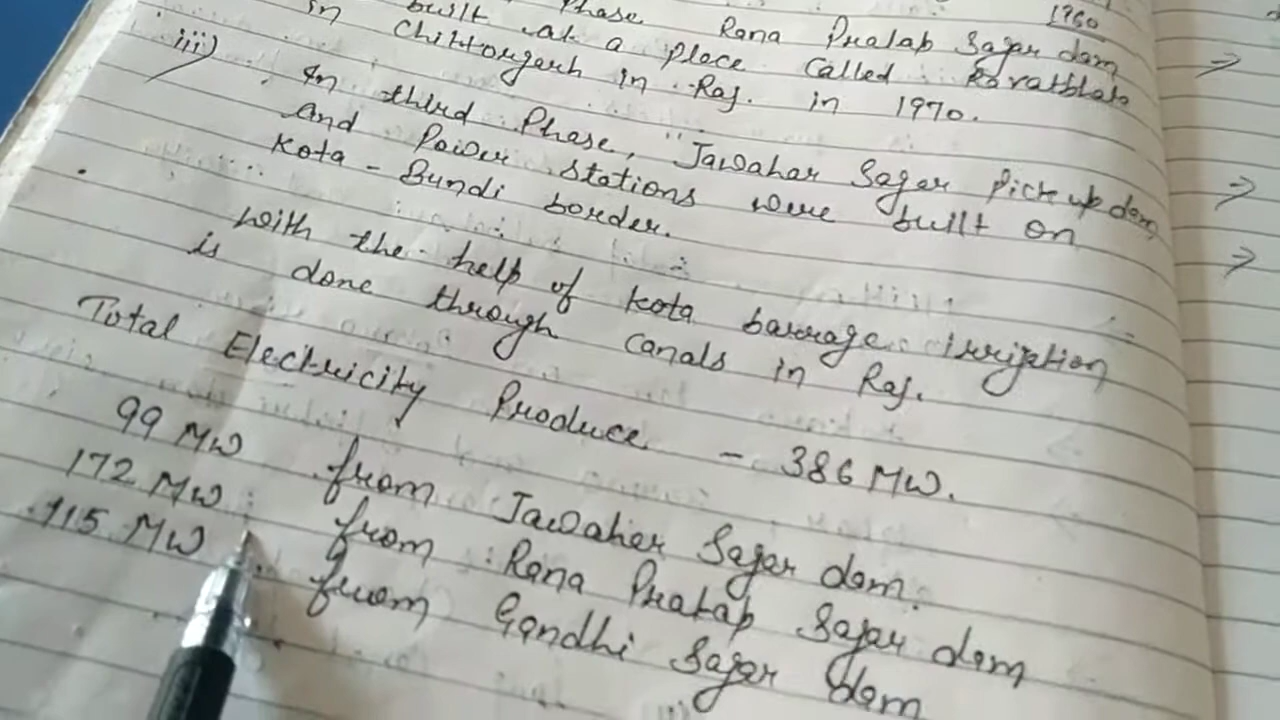 1960
Phase Rana Pratap Sagar dam
in built at a place called Ravatbhata
Chittorgarh in Raj. in 1970.
iii) In third Phase, Jawahar Sagar Pick up dam
and Power stations were built on
Kota - Bundi border.
with the help of kota barrage irrigation
is done through canals in Raj.
Total Electricity Produce - 386 MW.
99 MW from Jawaher Sagar dam.
172 MW from Rana Pratap Sagar dam
115 MW from Gandhi Sagar dam